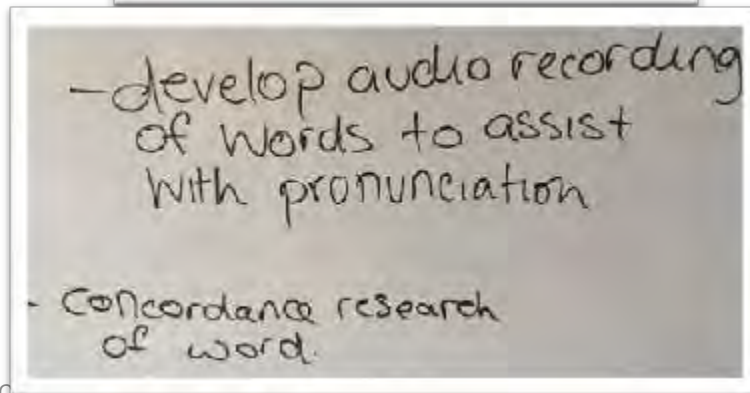 - develop audio recording
of words to assist
with pronunciation
- Concordance research
of word.